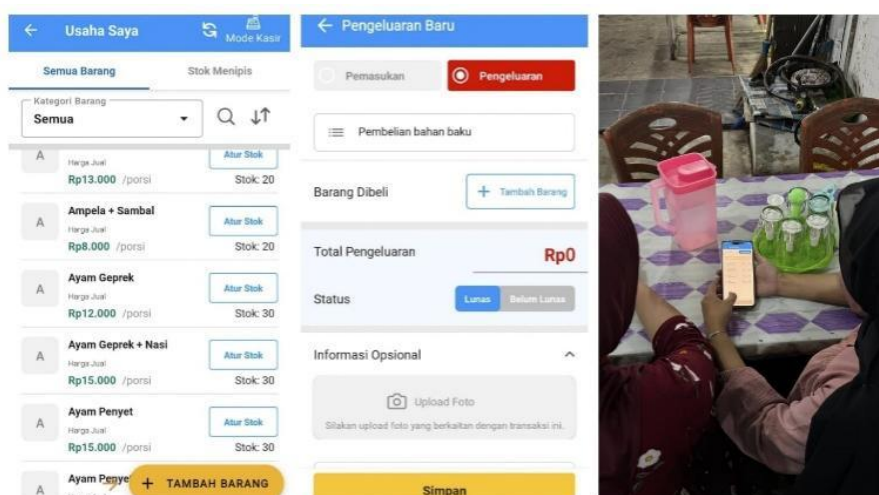 Usaha Saya
Mode Kasir
Semua Barang
Stok Menipis
Kategori Barang
Semua
A
Harga Jual
Rp13.000 /porsi
Atur Stok
Stok: 20
A
Ampela + Sambal
Harga Jual
Rp8.000 /porsi
Atur Stok
Stok: 20
A
Ayam Geprek
Harga Jual
Rp12.000 /porsi
Atur Stok
Stok: 30
A
Ayam Geprek + Nasi
Harga Jual
Rp15.000 /porsi
Atur Stok
Stok: 30
A
Ayam Penyet
Harga Jual
Rp15.000 /porsi
Atur Stok
Stok: 30
A
Ayam Penye
+ TAMBAH BARANG
Pengeluaran Baru
Pemasukan
Pengeluaran
Pembelian bahan baku
Barang Dibeli
+ Tambah Barang
Total Pengeluaran
Rp0
Status
Lunas
Belum Lunas
Informasi Opsional
Upload Foto
Silakan upload foto yang berkaitan dengan transaksi ini.
Simpan